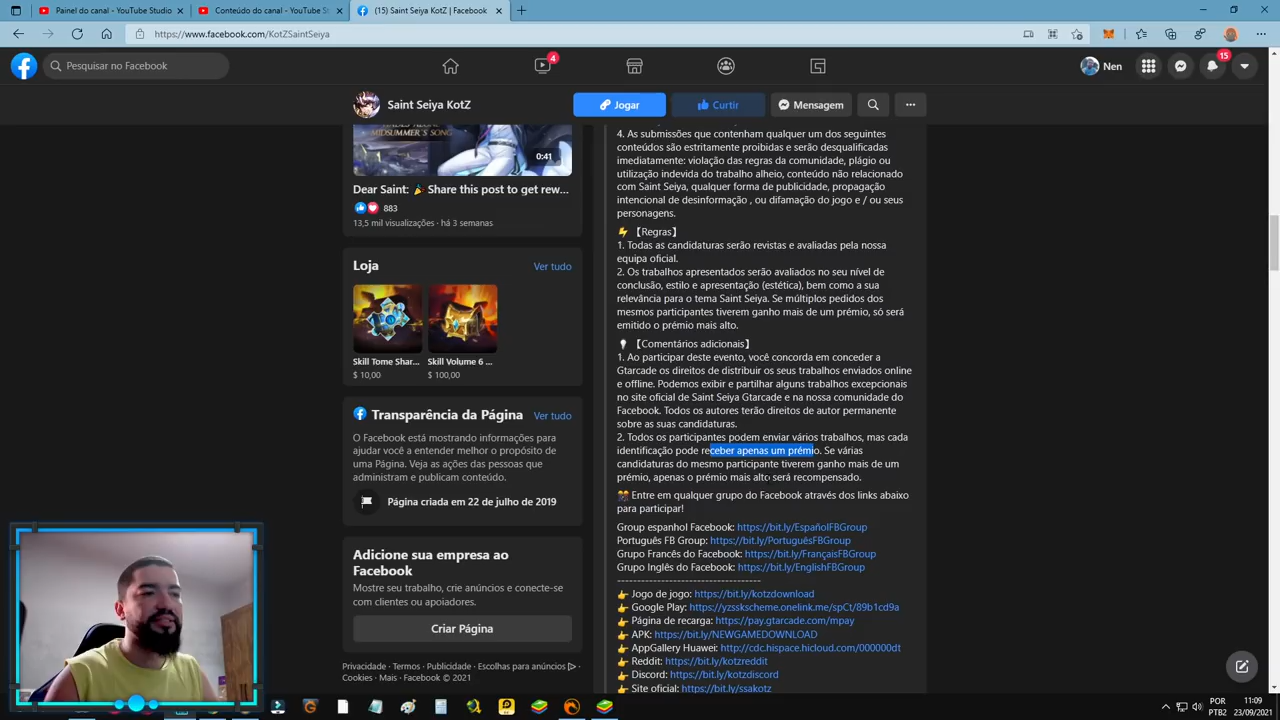 Painel do canal - YouTube Studio
Conteúdo do canal - YouTube Studio
(15) Saint Seiya KotZ | Facebook
https://www.facebook.com/KotZSaintSeiya
Pesquisar no Facebook
4
Nen
15
Saint Seiya KotZ
Jogar
Curtir
Mensagem
MIDSUMMER'S SONG
0:41
Dear Saint: 🎉 Share this post to get rew...
883
13,5 mil visualizações · há 3 semanas
Loja
Ver tudo
Skill Tome Shar...
Skill Volume 6 ...
$ 10,00
$ 100,00
Transparência da Página
Ver tudo
O Facebook está mostrando informações para
ajudar você a entender melhor o propósito de
uma Página. Veja as ações das pessoas que
administram e publicam conteúdo.
Página criada em 22 de julho de 2019
Adicione sua empresa ao
Facebook
Mostre seu trabalho, crie anúncios e conecte-se
com clientes ou apoiadores.
Criar Página
Privacidade · Termos · Publicidade · Escolhas para anúncios ·
Cookies · Mais · Facebook © 2021
4. As submissões que contenham qualquer um dos seguintes
conteúdos são estritamente proibidas e serão desqualificadas
imediatamente: violação das regras da comunidade, plágio ou
utilização indevida do trabalho alheio, conteúdo não relacionado
com Saint Seiya, qualquer forma de publicidade, propagação
intencional de desinformação , ou difamação do jogo e / ou seus
personagens.
⚡ 【Regras】
1. Todas as candidaturas serão revistas e avaliadas pela nossa
equipa oficial.
2. Os trabalhos apresentados serão avaliados no seu nível de
conclusão, estilo e apresentação (estética), bem como a sua
relevância para o tema Saint Seiya. Se múltiplos pedidos dos
mesmos participantes tiverem ganho mais de um prémio, só será
emitido o prémio mais alto.
💡 【Comentários adicionais】
1. Ao participar deste evento, você concorda em conceder a
Gtarcade os direitos de distribuir os seus trabalhos enviados online
e offline. Podemos exibir e partilhar alguns trabalhos excepcionais
no site oficial de Saint Seiya Gtarcade e na nossa comunidade do
Facebook. Todos os autores terão direitos de autor permanente
sobre as suas candidaturas.
2. Todos os participantes podem enviar vários trabalhos, mas cada
identificação pode receber apenas um prémio. Se várias
candidaturas do mesmo participante tiverem ganho mais de um
prémio, apenas o prémio mais alto será recompensado.
🎊 Entre em qualquer grupo do Facebook através dos links abaixo
para participar!
Group espanhol Facebook: https://bit.ly/EspañolFBGroup
Português FB Group: https://bit.ly/PortuguêsFBGroup
Grupo Francês do Facebook: https://bit.ly/FrançaisFBGroup
Grupo Inglês do Facebook: https://bit.ly/EnglishFBGroup
------------------------------------
👉 Jogo de jogo: https://bit.ly/kotzdownload
👉 Google Play: https://yzsskscheme.onelink.me/spCt/89b1cd9a
👉 Página de recarga: https://pay.gtarcade.com/mpay
👉 APK: https://bit.ly/NEWGAMEDOWNLOAD
👉 AppGallery Huawei: http://cdc.hispace.hicloud.com/000000dt
👉 Reddit: https://bit.ly/kotzreddit
👉 Discord: https://bit.ly/kotzdiscord
👉 Site oficial: https://bit.ly/ssakotz
POR
PTB2
11:09
23/09/2021